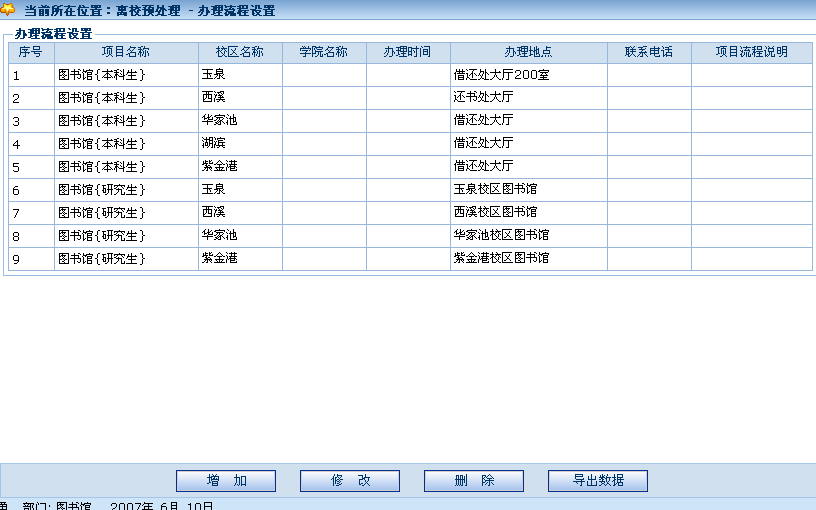 当前所在位置：离校预处理 - 办理流程设置
办理流程设置
序号 项目名称 校区名称 学院名称 办理时间 办理地点 联系电话 项目流程说明
1 图书馆{本科生} 玉泉 借还处大厅200室
2 图书馆{本科生} 西溪 还书处大厅
3 图书馆{本科生} 华家池 借还处大厅
4 图书馆{本科生} 湖滨 借还处大厅
5 图书馆{本科生} 紫金港 借还处大厅
6 图书馆{研究生} 玉泉 玉泉校区图书馆
7 图书馆{研究生} 西溪 西溪校区图书馆
8 图书馆{研究生} 华家池 华家池校区图书馆
9 图书馆{研究生} 紫金港 紫金港校区图书馆
增 加 修 改 删 除 导出数据
部门: 图书馆 2007年 6月 10日